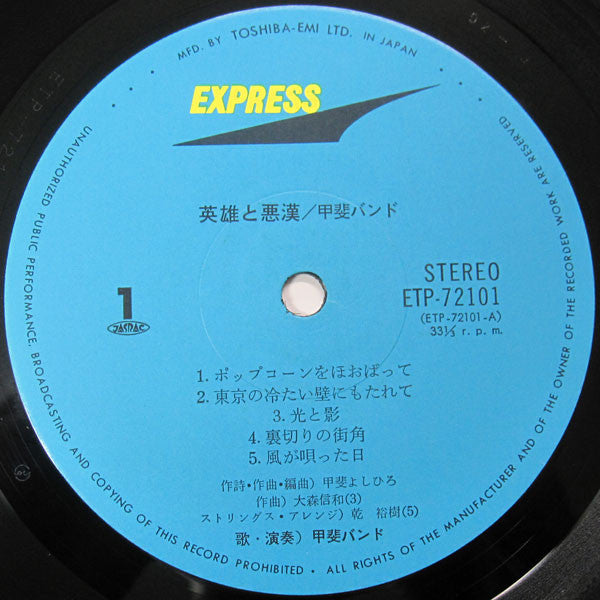 MFD. BY TOSHIBA-EMI LTD. IN JAPAN
EXPRESS
英雄と悪漢/甲斐バンド
1
JASRAC
STEREO
ETP-72101
(ETP-72101-A)
33⅓ r. p. m.
1. ポップコーンをほおばって
2. 東京の冷たい壁にもたれて
3. 光と影
4. 裏切りの街角
5. 風が唄った日
作詩・作曲・編曲) 甲斐よしひろ
作曲) 大森信和(3)
ストリングス・アレンジ) 乾 裕樹(5)
歌・演奏) 甲斐バンド
UNAUTHORIZED PUBLIC PERFORMANCE, BROADCASTING AND COPYING OF THIS RECORD PROHIBITED • ALL RIGHTS OF THE MANUFACTURER AND OF THE OWNER OF THE RECORDED WORK ARE RESERVED